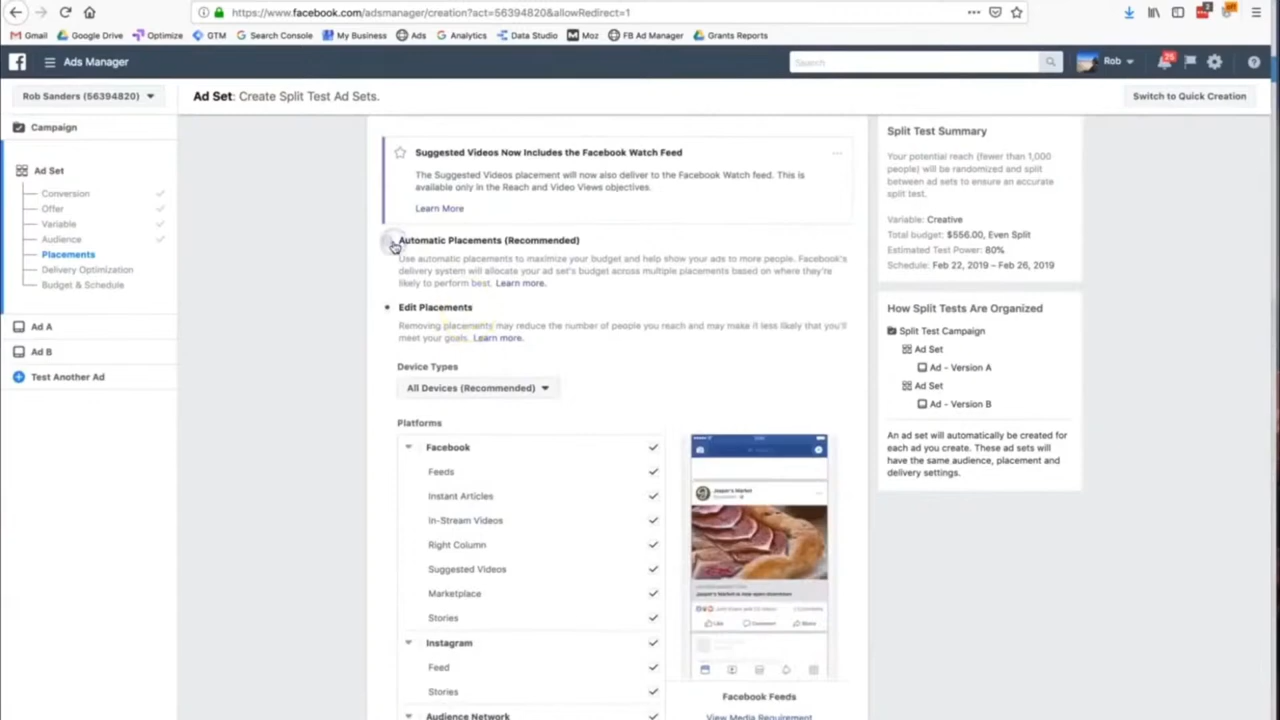 https://www.facebook.com/adsmanager/creation?act=56394820&allowRedirect=1
Gmail Google Drive Optimize GTM Search Console My Business Ads Analytics Data Studio Moz FB Ad Manager Grants Reports
Ads Manager
Search
Rob
Rob Sanders (56394820)
Ad Set: Create Split Test Ad Sets.
Switch to Quick Creation
Campaign
Ad Set
Conversion
Offer
Variable
Audience
Placements
Delivery Optimization
Budget & Schedule
Ad A
Ad B
Test Another Ad
Suggested Videos Now Includes the Facebook Watch Feed
The Suggested Videos placement will now also deliver to the Facebook Watch feed. This is
available only in the Reach and Video Views objectives.
Learn More
Automatic Placements (Recommended)
Use automatic placements to maximize your budget and help show your ads to more people. Facebook's
delivery system will allocate your ad set's budget across multiple placements based on where they're
likely to perform best. Learn more.
Edit Placements
Removing placements may reduce the number of people you reach and may make it less likely that you'll
meet your goals. Learn more.
Device Types
All Devices (Recommended)
Platforms
Facebook
Feeds
Instant Articles
In-Stream Videos
Right Column
Suggested Videos
Marketplace
Stories
Instagram
Feed
Stories
Audience Network
Jasper's Market
Jasper's Market is now open downtown
Like Comment Share
Facebook Feeds
View Media Requirement
Split Test Summary
Your potential reach (fewer than 1,000
people) will be randomized and split
between ad sets to ensure an accurate
split test.
Variable: Creative
Total budget: $556.00, Even Split
Estimated Test Power: 80%
Schedule: Feb 22, 2019 – Feb 26, 2019
How Split Tests Are Organized
Split Test Campaign
Ad Set
Ad - Version A
Ad Set
Ad - Version B
An ad set will automatically be created for
each ad you create. These ad sets will
have the same audience, placement and
delivery settings.